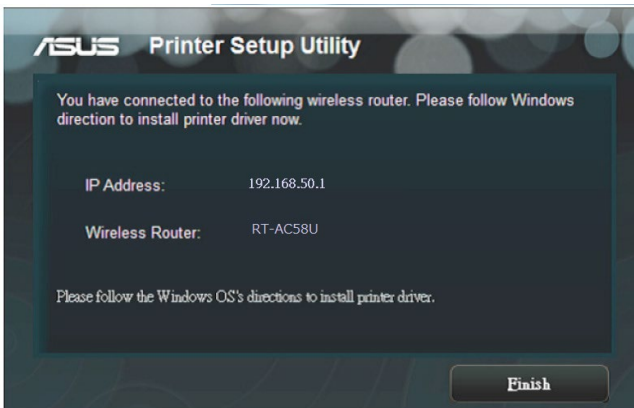 ASUS Printer Setup Utility
You have connected to the following wireless router. Please follow Windows
direction to install printer driver now.
IP Address: 192.168.50.1
Wireless Router: RT-AC58U
Please follow the Windows OS's directions to install printer driver.
Finish